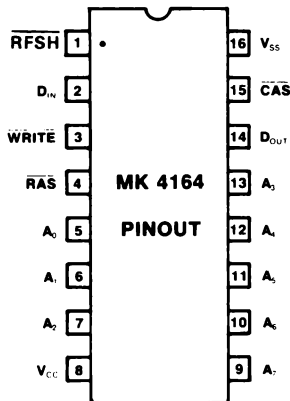 RFSH 1 16 Vss
DIN 2 15 CAS
WRITE 3 14 DOUT
RAS 4 MK 4164 13 A3
A0 5 PINOUT 12 A4
A1 6 11 A5
A2 7 10 A6
VCC 8 9 A7